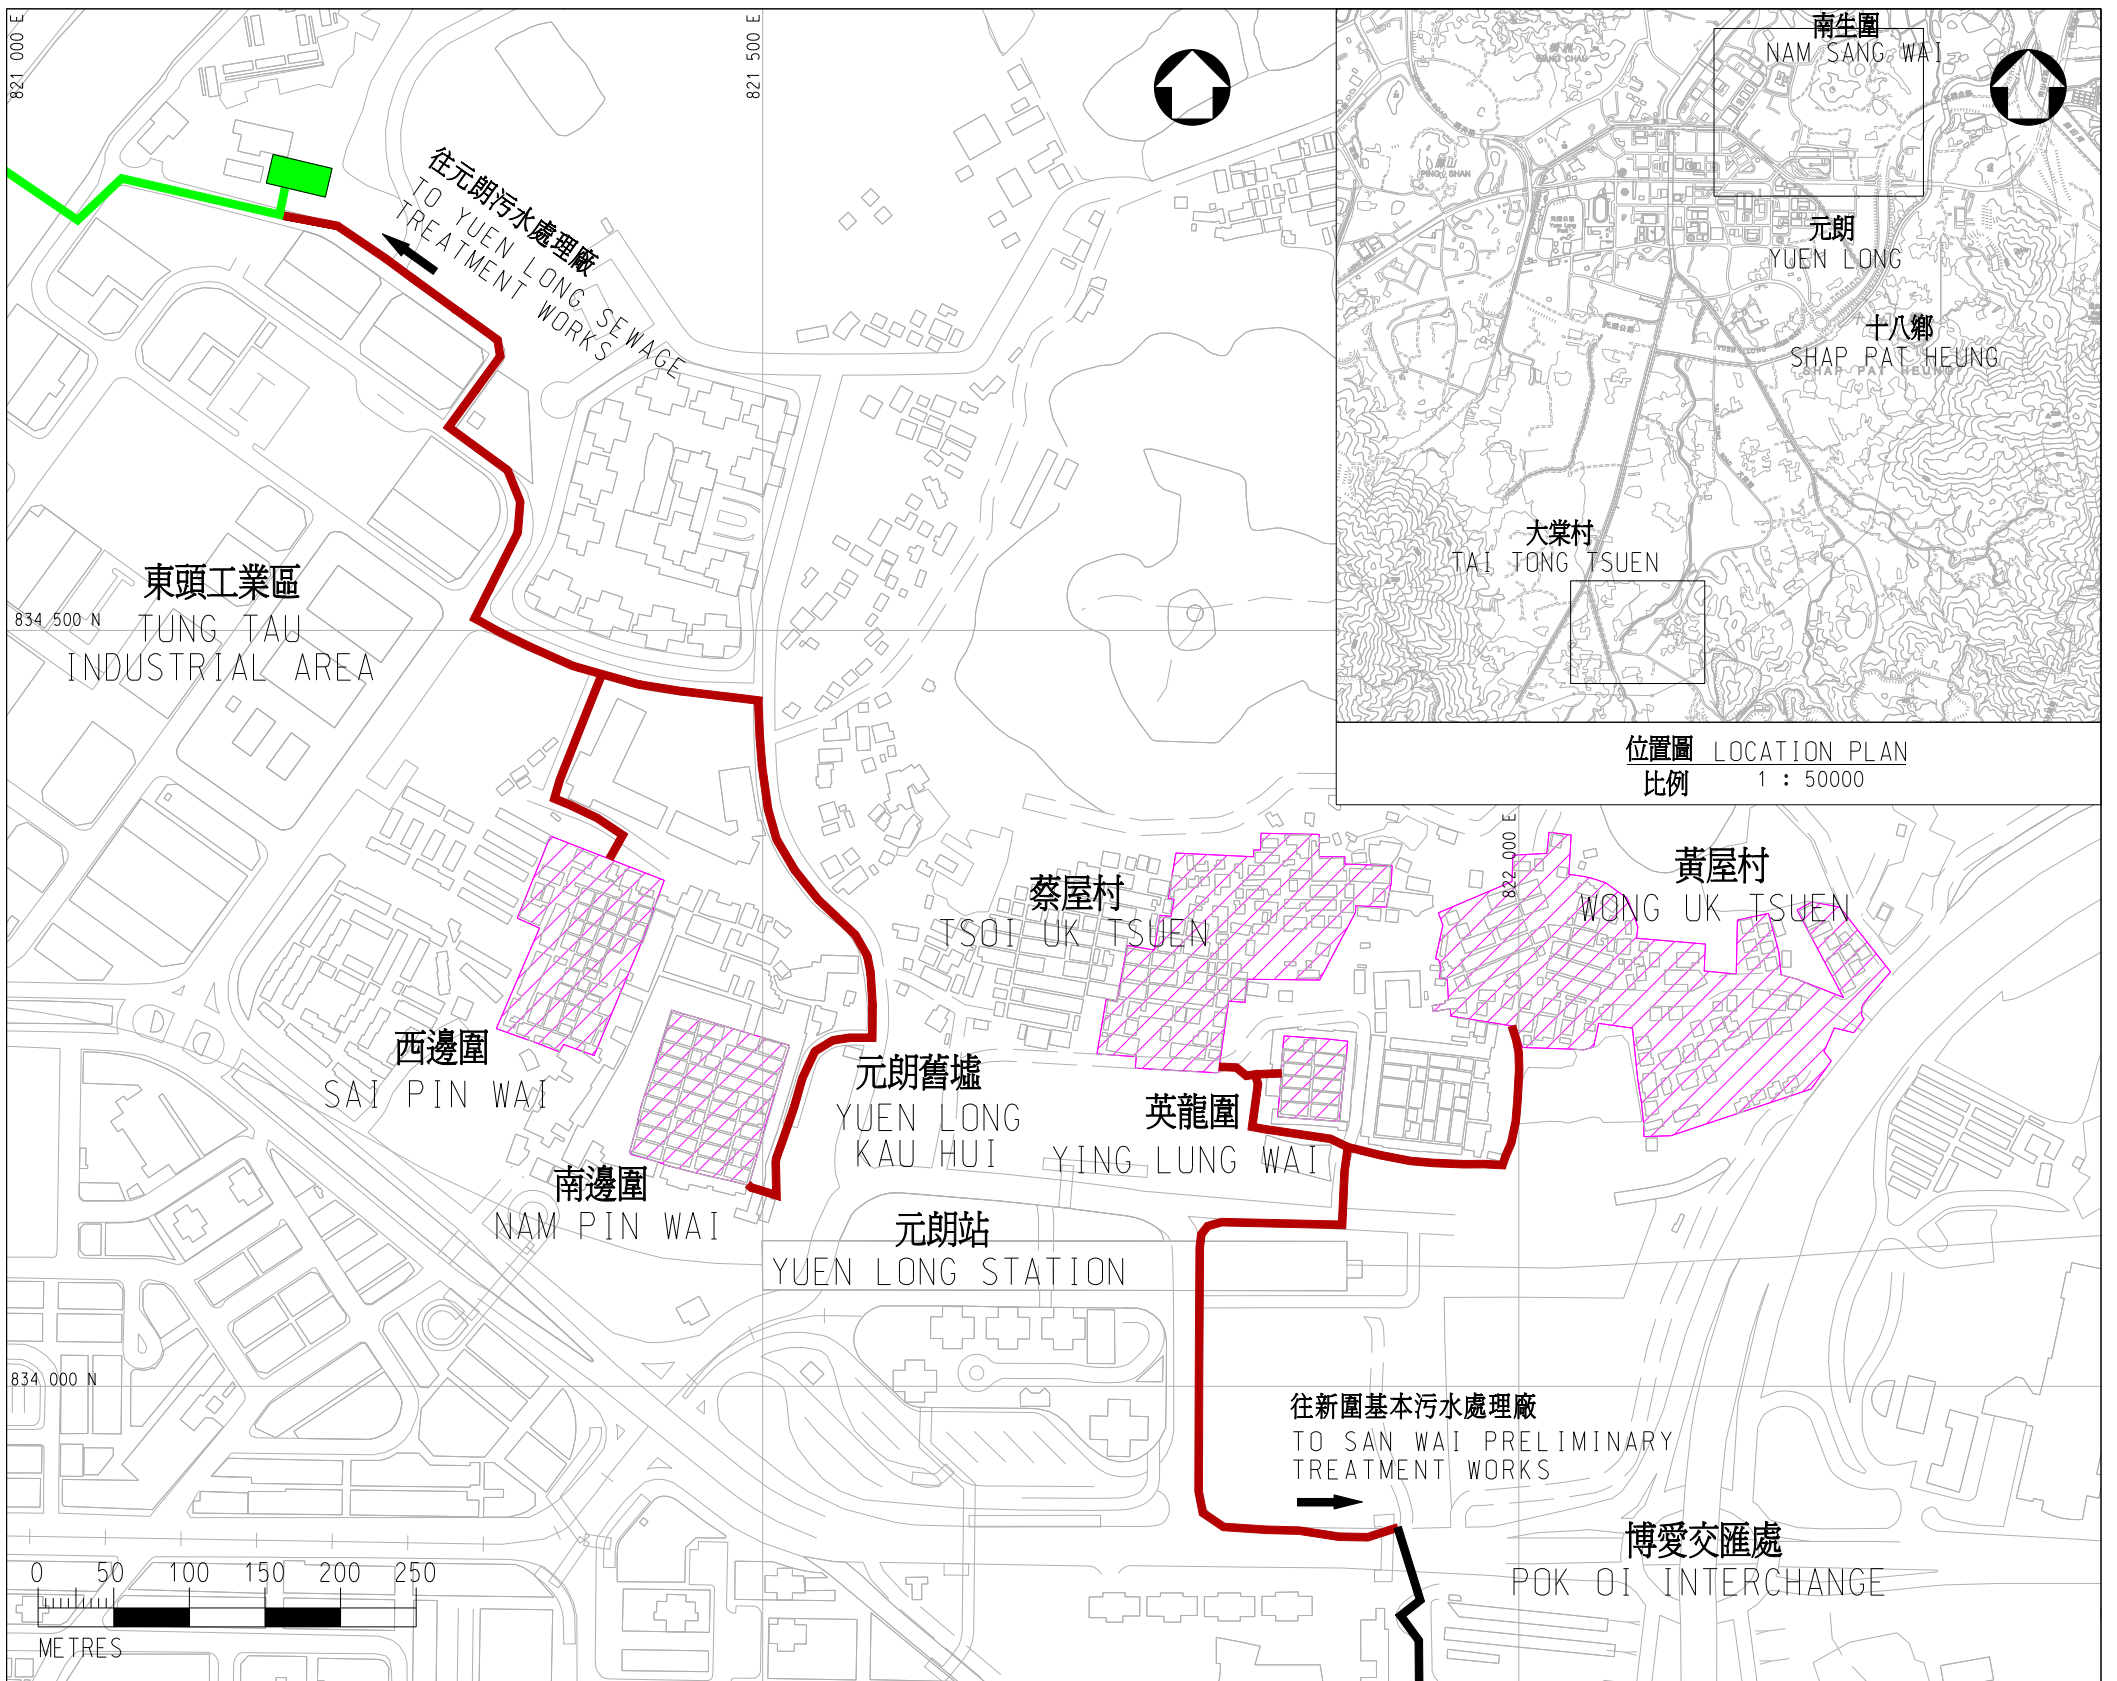 821 000 E
821 500 E
往元朗污水處理廠
TO YUEN LONG SEWAGE
TREATMENT WORKS
南生圍
NAM SANG WAI
PING SHAN
元朗
YUEN LONG
十八鄉
SHAP PAT HEUNG
SHAP PAT HEUNG
大棠村
TAI TONG TSUEN
位置圖 LOCATION PLAN
比例 1 : 50000
東頭工業區
834 500 N
TUNG TAU
INDUSTRIAL AREA
822 000 E
黃屋村
WONG UK TSUEN
蔡屋村
TSOI UK TSUEN
西邊圍
SAI PIN WAI
元朗舊墟
YUEN LONG
KAU HUI
英龍圍
YING LUNG WAI
南邊圍
NAM PIN WAI
元朗站
YUEN LONG STATION
834 000 N
往新圍基本污水處理廠
TO SAN WAI PRELIMINARY
TREATMENT WORKS
博愛交匯處
POK OI INTERCHANGE
0 50 100 150 200 250
METRES